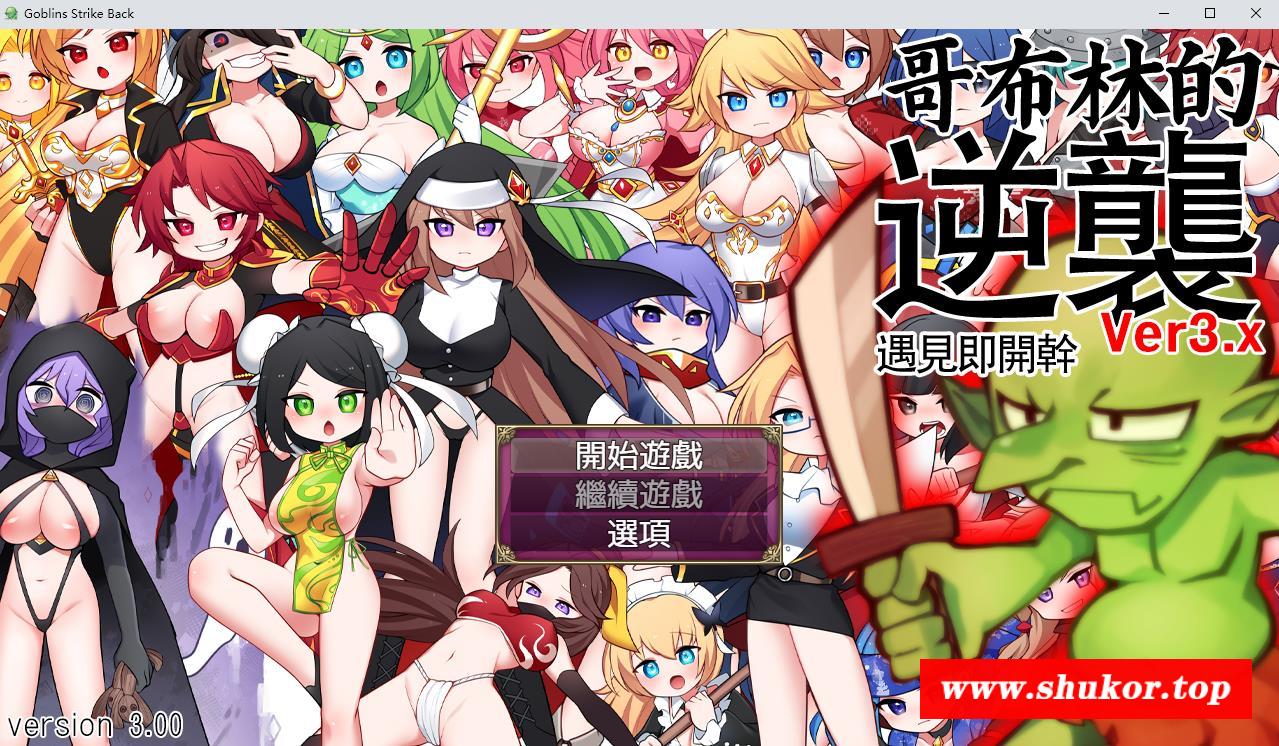 Goblins Strike Back
哥布林的
逆襲
Ver3.x
遇見即開幹
開始遊戲
繼續遊戲
選項
www.shukor.top
version 3.00